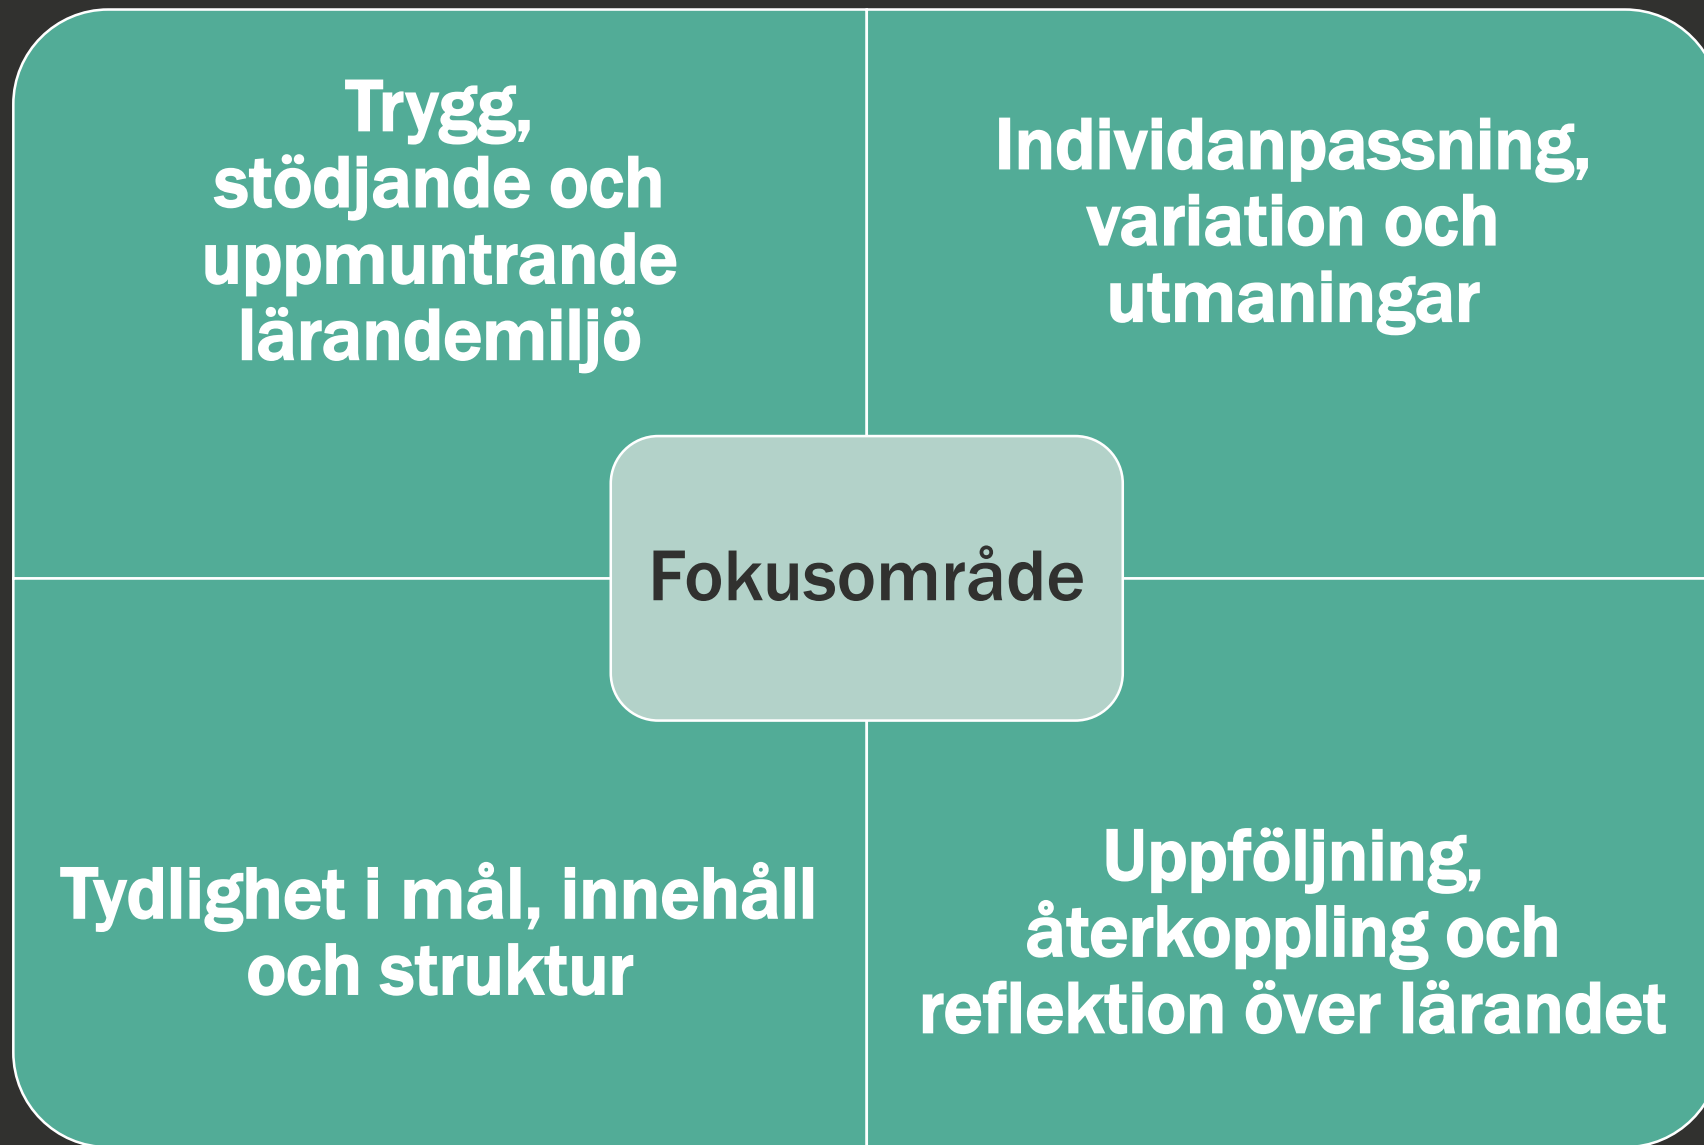 Trygg,
stödjande och
uppmuntrande
lärandemiljö
Individanpassning,
variation och
utmaningar
Fokusområde
Tydlighet i mål, innehåll
och struktur
Uppföljning,
återkoppling och
reflektion över lärandet